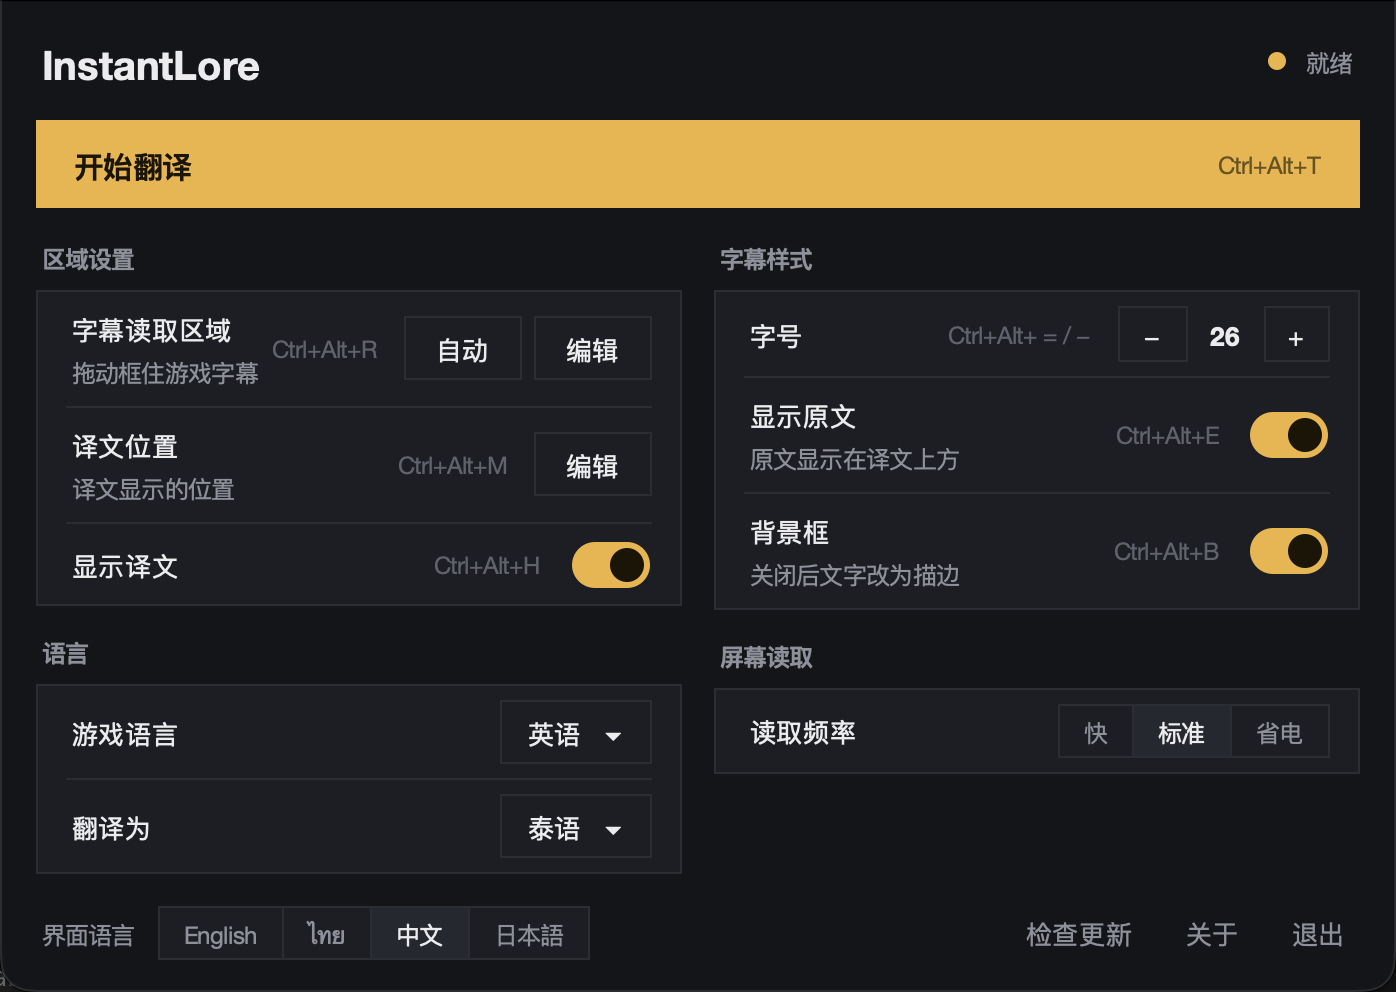 InstantLore
就绪
开始翻译 Ctrl+Alt+T
区域设置
字幕读取区域
拖动框住游戏字幕
Ctrl+Alt+R
自动
编辑
译文位置
译文显示的位置
Ctrl+Alt+M
编辑
显示译文 Ctrl+Alt+H
语言
游戏语言 英语
翻译为 泰语
字幕样式
字号 Ctrl+Alt+ = / − − 26 +
显示原文
原文显示在译文上方
Ctrl+Alt+E
背景框
关闭后文字改为描边
Ctrl+Alt+B
屏幕读取
读取频率 快 标准 省电
界面语言 English ไทย 中文 日本語
检查更新 关于 退出